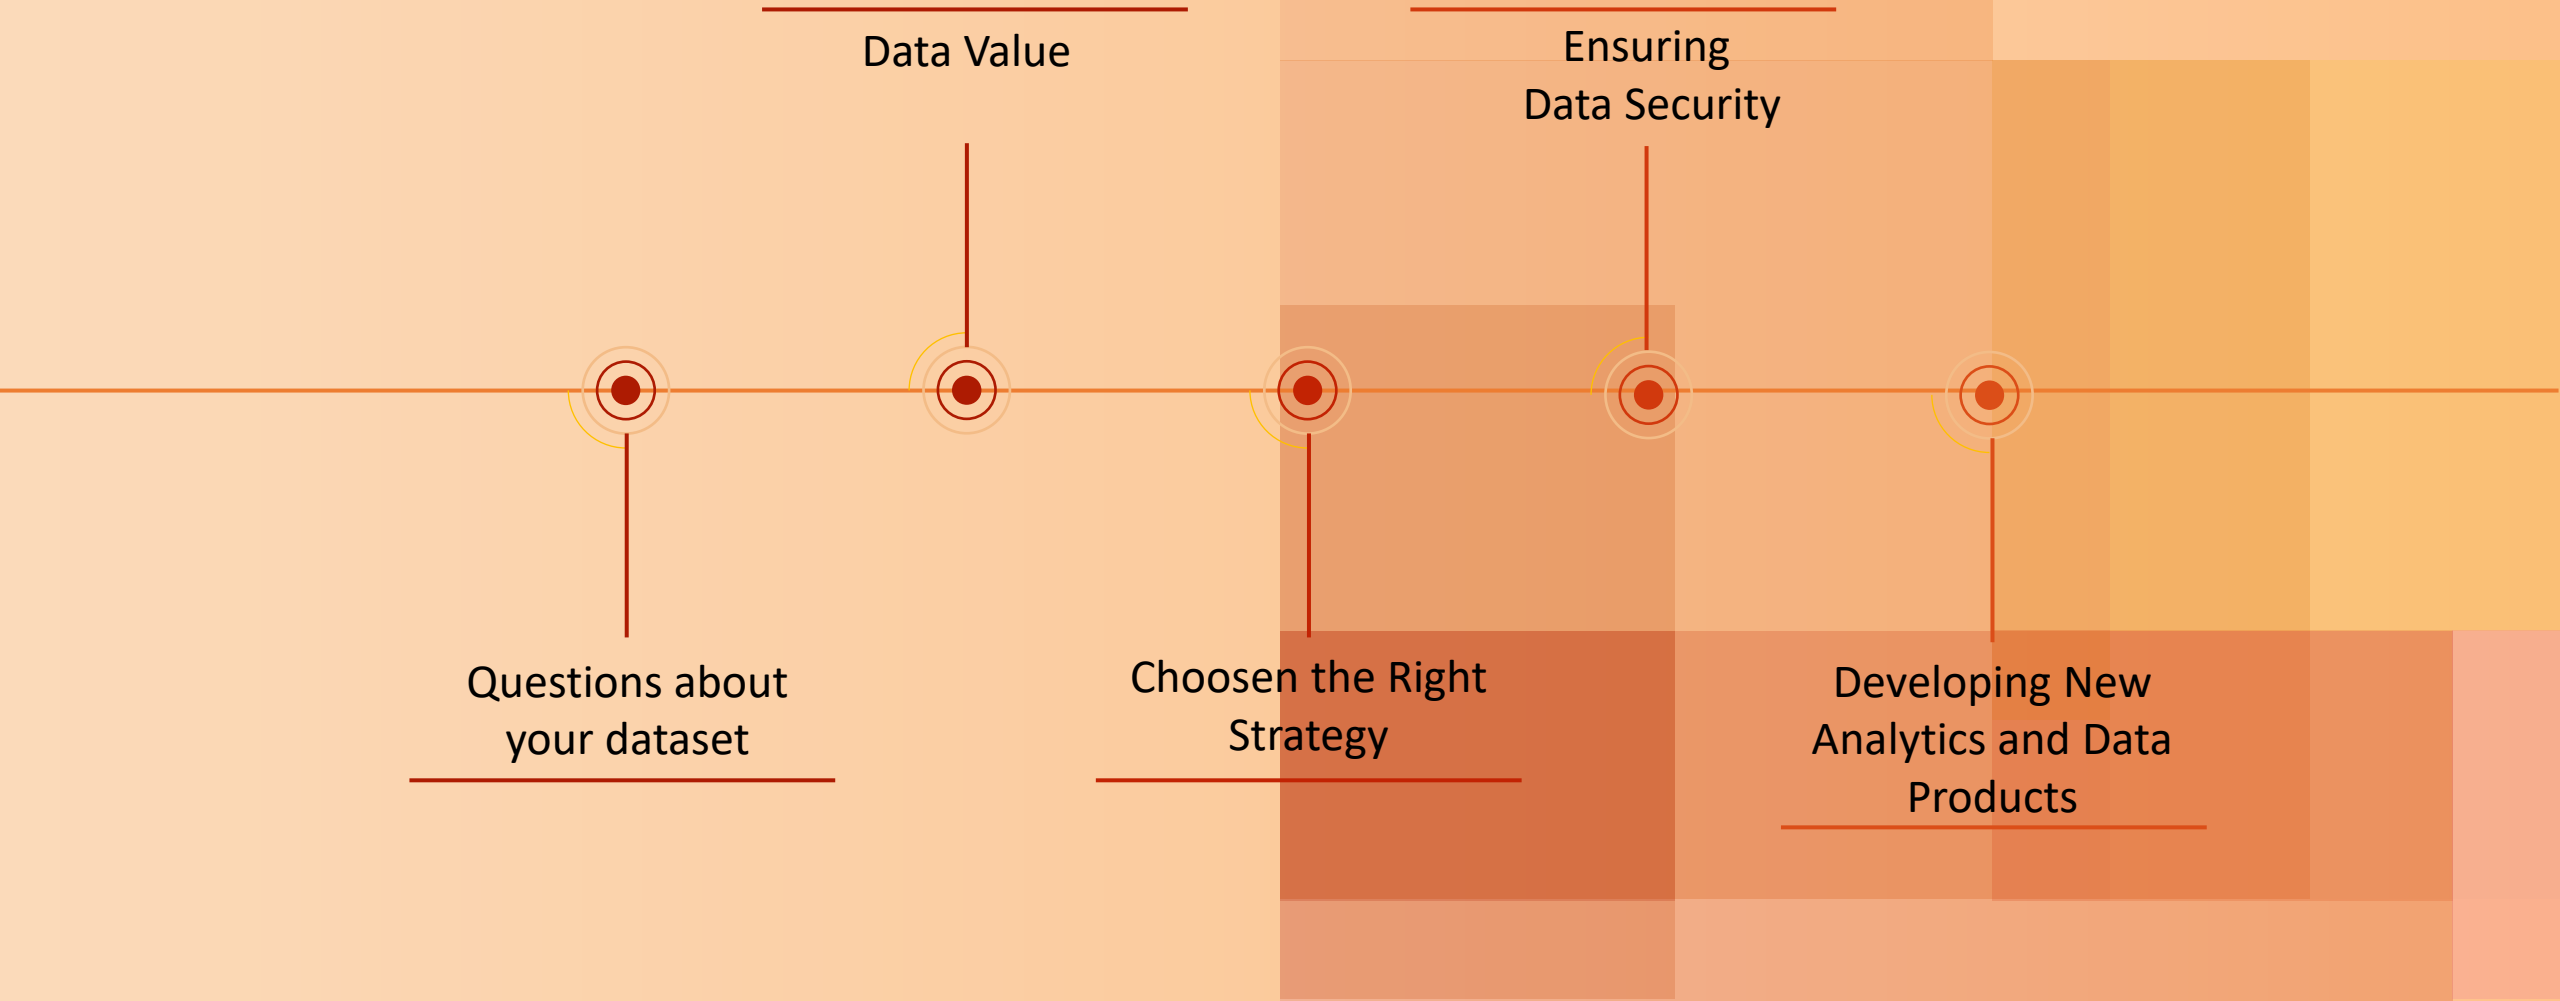 Data Value
Ensuring
Data Security
Questions about
your dataset
Choosen the Right
Strategy
Developing New
Analytics and Data
Products